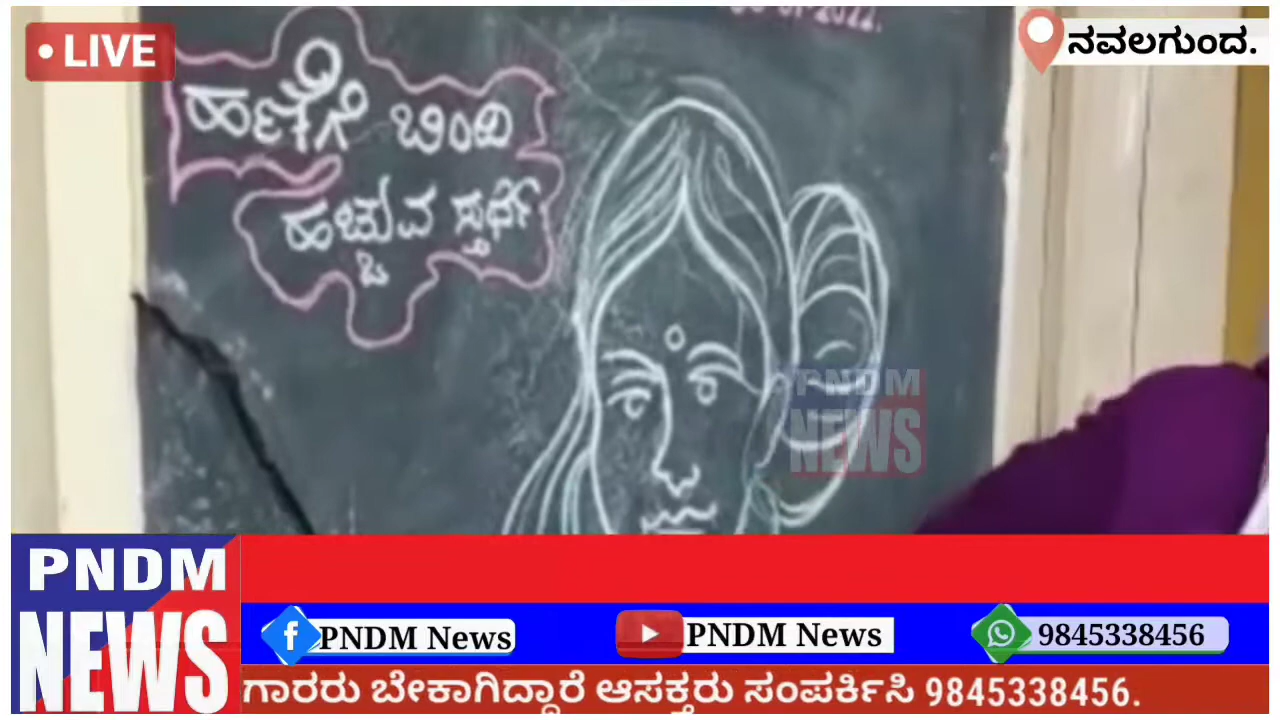 LIVE
ನವಲಗುಂದ.
ಹಣೆಗೆ ಬಿಂದಿ
ಹಚ್ಚುವ ಸ್ಪರ್ಧೆ
PNDM
NEWS
PNDM
NEWS
PNDM News
PNDM News
9845338456
ಗಾರರು ಬೇಕಾಗಿದ್ದಾರೆ ಆಸಕ್ತರು ಸಂಪರ್ಕಿಸಿ 9845338456.